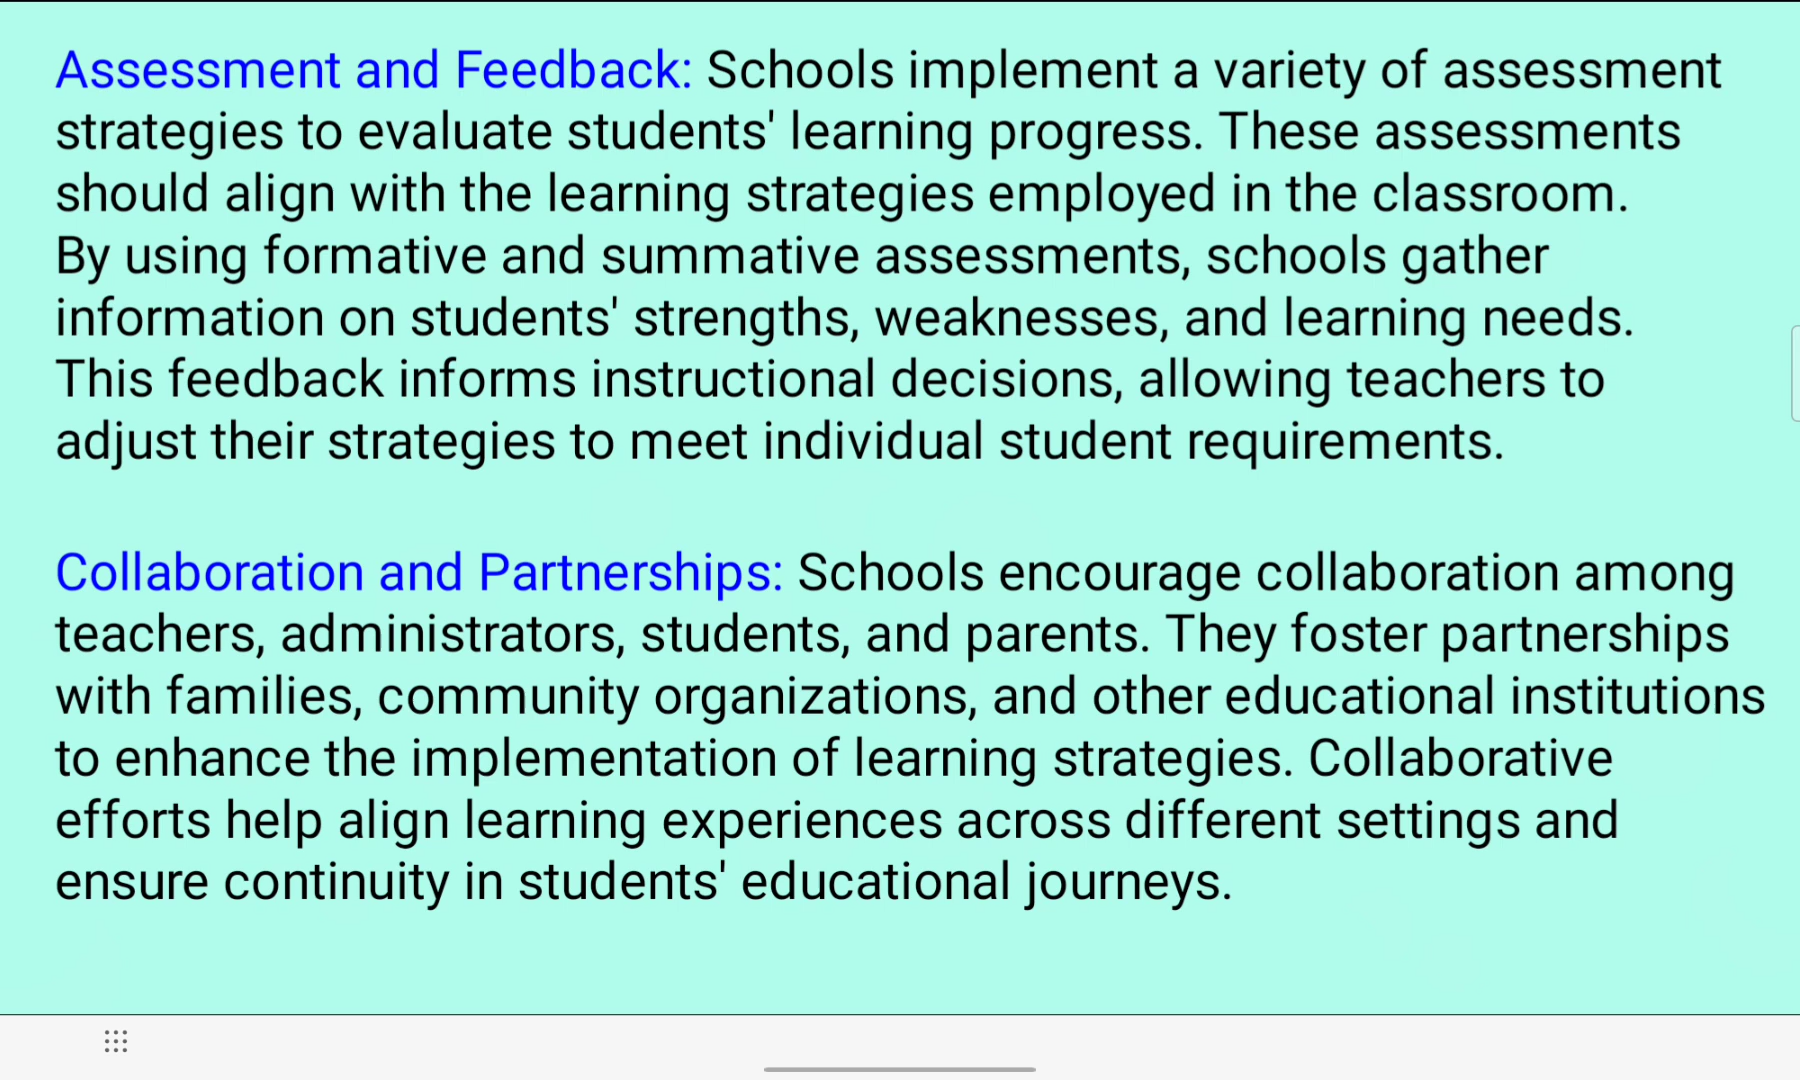 Assessment and Feedback: Schools implement a variety of assessment
strategies to evaluate students' learning progress. These assessments
should align with the learning strategies employed in the classroom.
By using formative and summative assessments, schools gather
information on students' strengths, weaknesses, and learning needs.
This feedback informs instructional decisions, allowing teachers to
adjust their strategies to meet individual student requirements.
Collaboration and Partnerships: Schools encourage collaboration among
teachers, administrators, students, and parents. They foster partnerships
with families, community organizations, and other educational institutions
to enhance the implementation of learning strategies. Collaborative
efforts help align learning experiences across different settings and
ensure continuity in students' educational journeys.